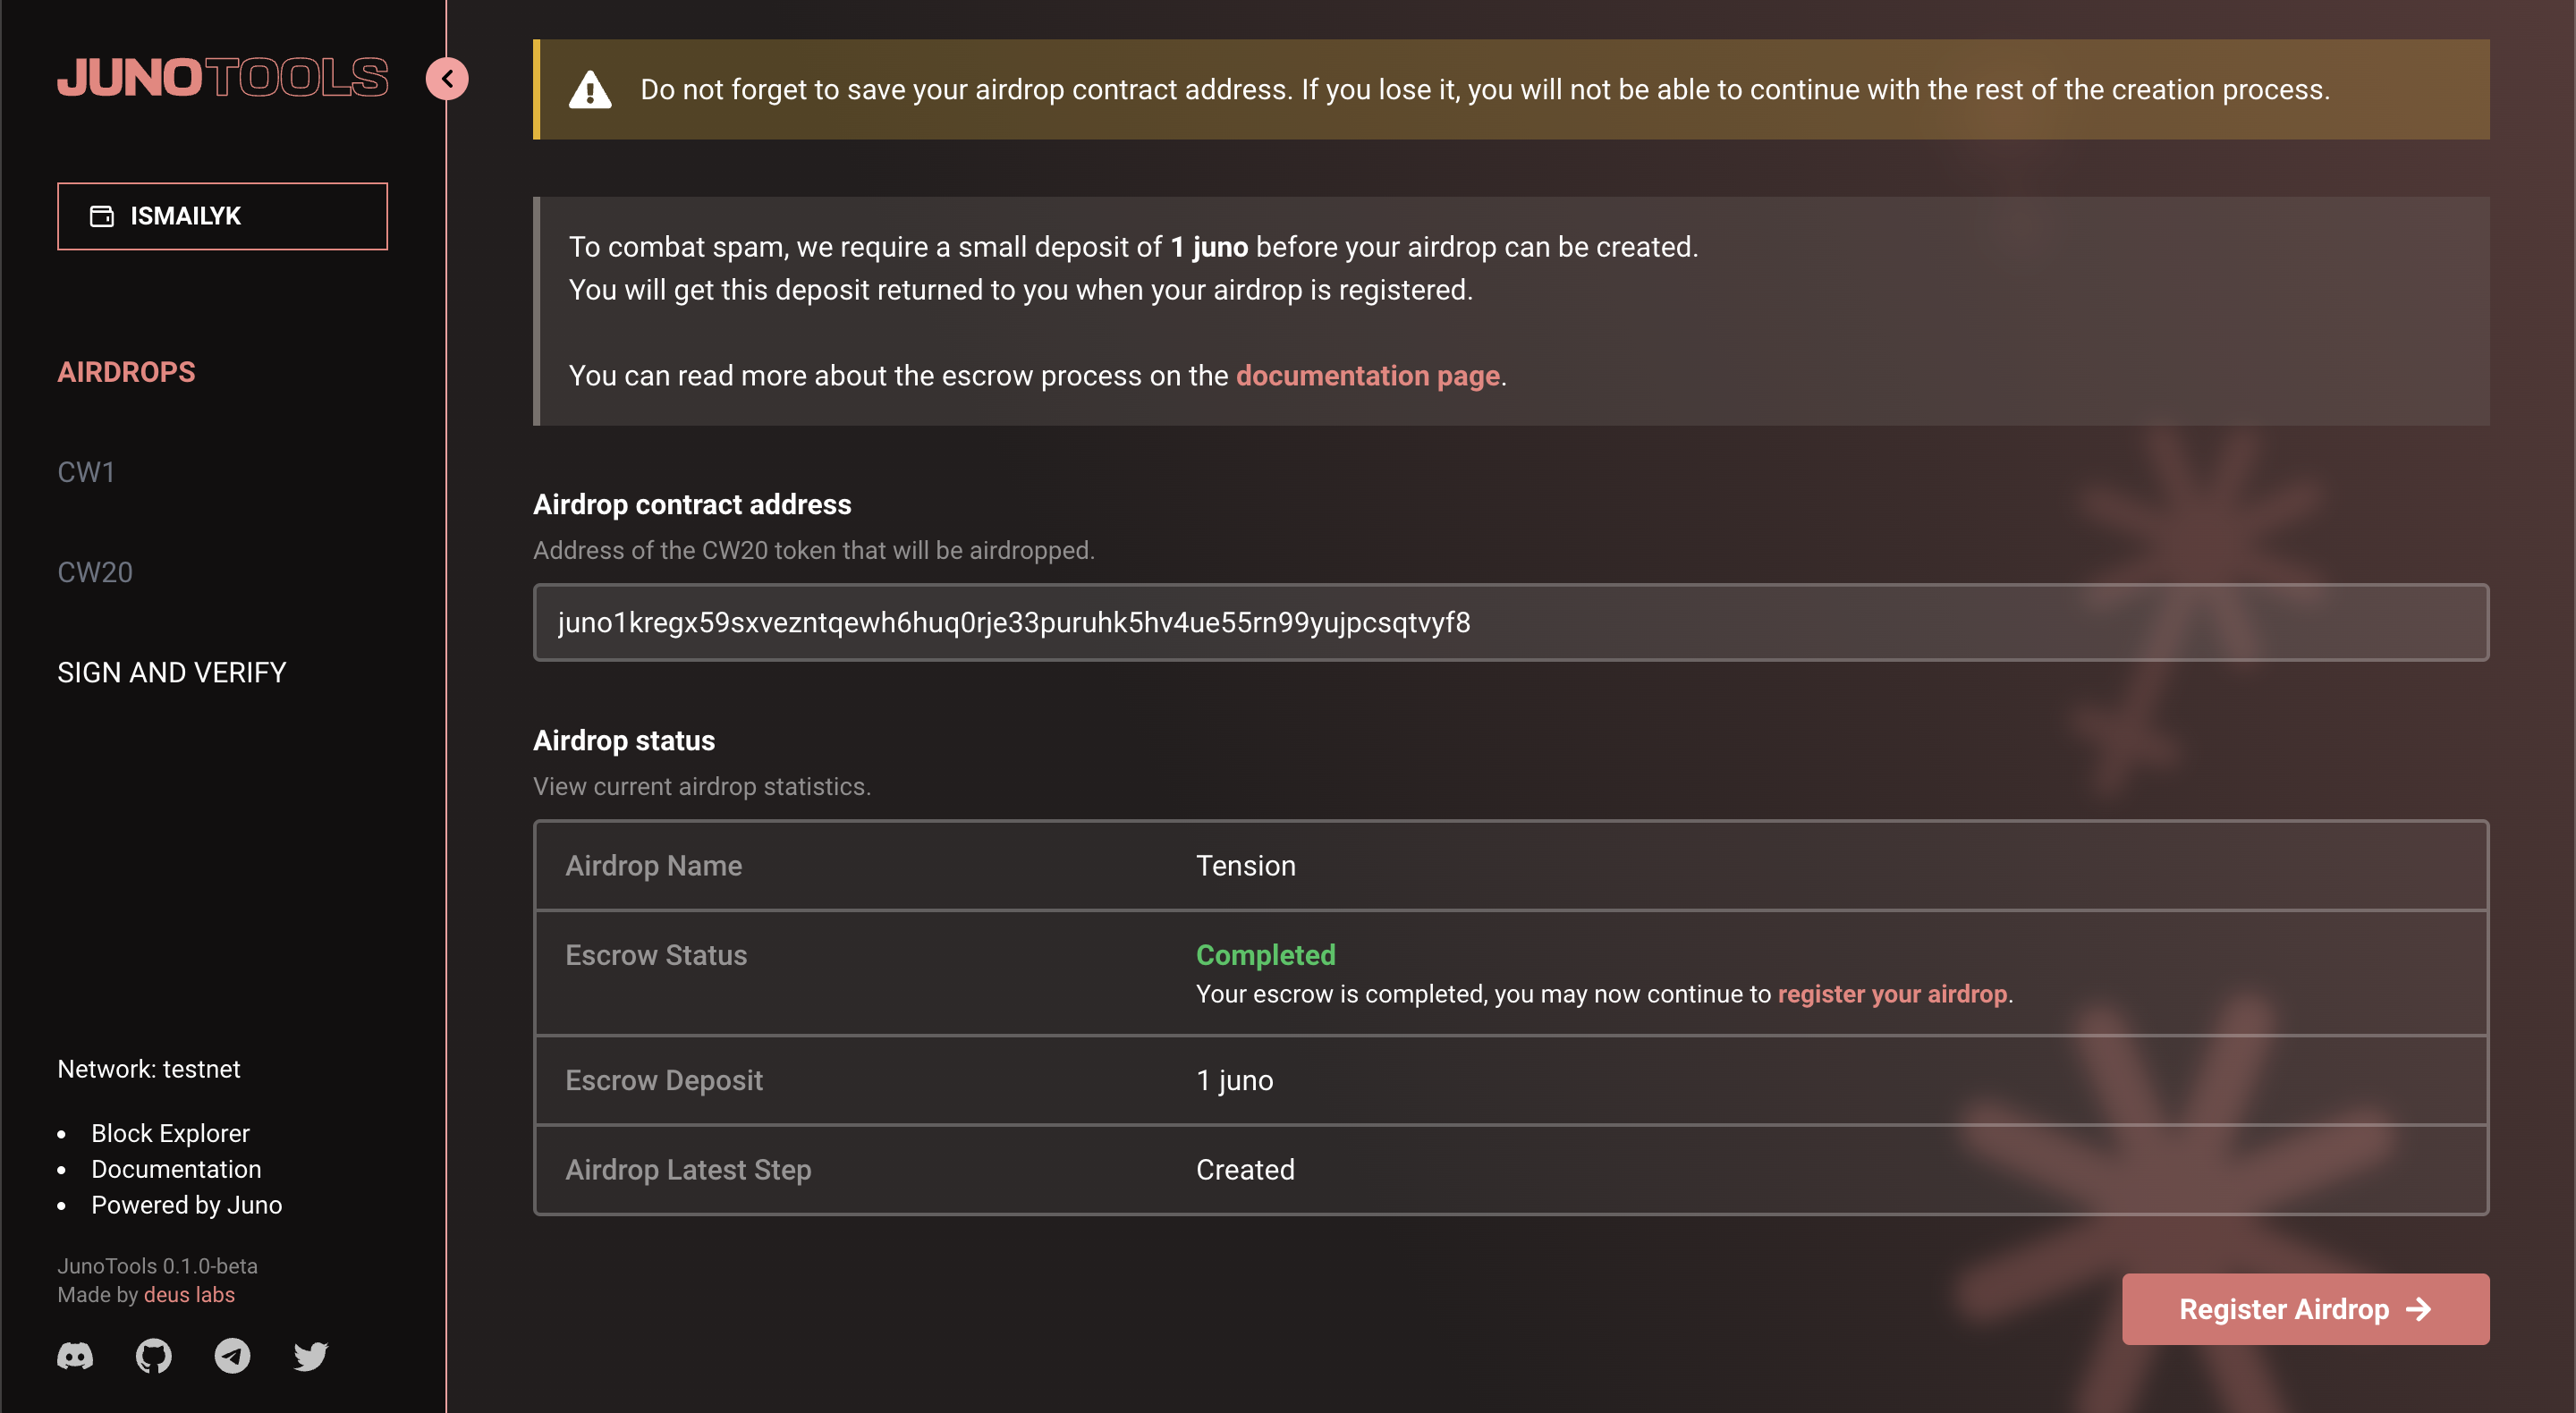 JUNOTOOLS
ISMAILYK
AIRDROPS
CW1
CW20
SIGN AND VERIFY
Network: testnet
Block Explorer
Documentation
Powered by Juno
JunoTools 0.1.0-beta
Made by deus labs
Do not forget to save your airdrop contract address. If you lose it, you will not be able to continue with the rest of the creation process.
To combat spam, we require a small deposit of 1 juno before your airdrop can be created.
You will get this deposit returned to you when your airdrop is registered.
You can read more about the escrow process on the documentation page.
Airdrop contract address
Address of the CW20 token that will be airdropped.
juno1kregx59sxvezntqewh6huq0rje33puruhk5hv4ue55rn99yujpcsqtvyf8
Airdrop status
View current airdrop statistics.
Airdrop Name Tension
Escrow Status Completed
Your escrow is completed, you may now continue to register your airdrop.
Escrow Deposit 1 juno
Airdrop Latest Step Created
Register Airdrop